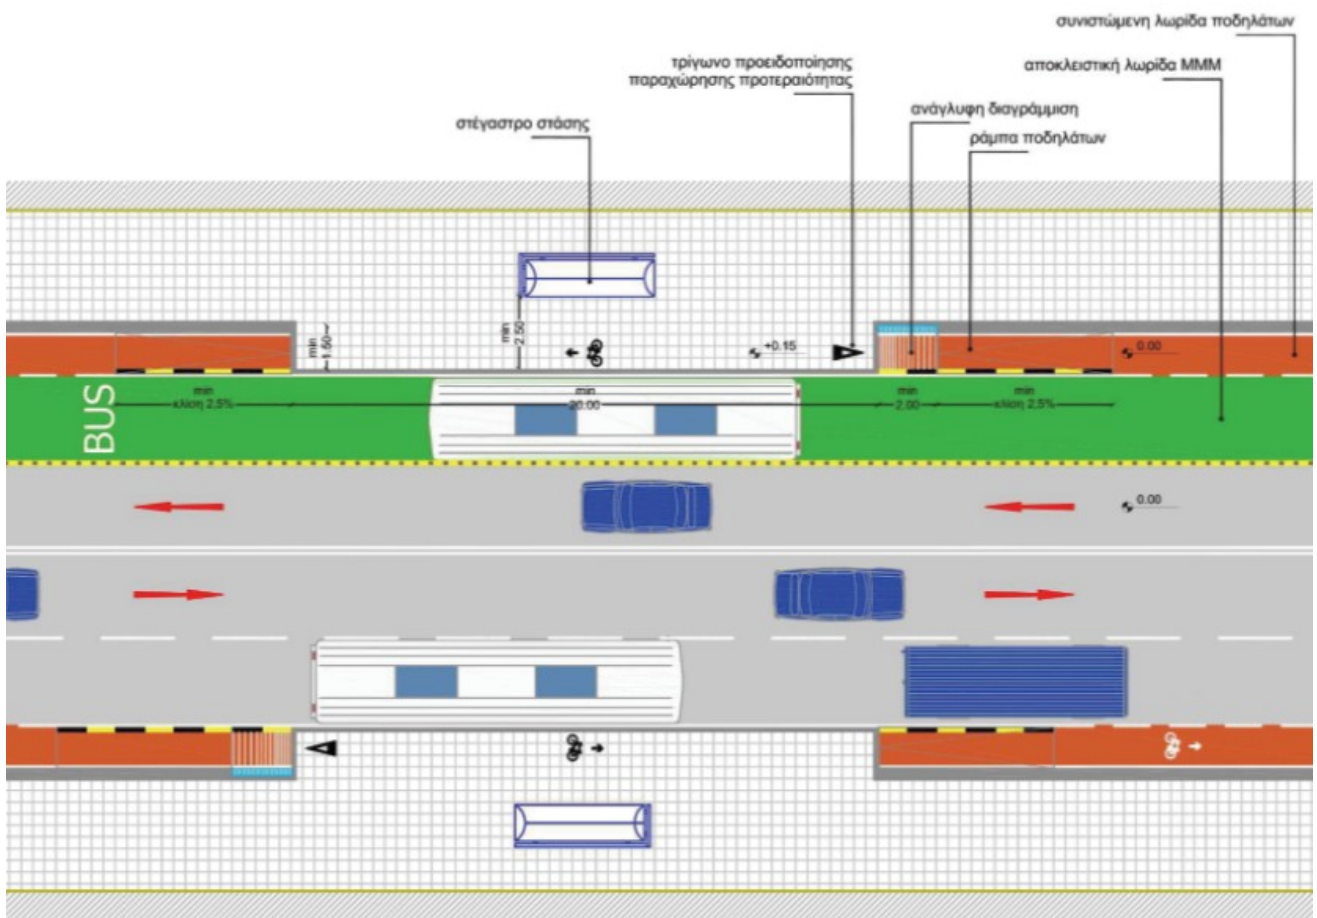 συνιστώμενη λωρίδα ποδηλάτων
τρίγωνο προειδοποίησης
παραχώρησης προτεραιότητας
αποκλειστική λωρίδα ΜΜΜ
στέγαστρο στάσης
ανάγλυφη διαγράμμιση
ράμπα ποδηλάτων
min
1.50
min
2.50
+0.15
0.00
BUS
min
κλίση 2,5%
min
20.00
min
2.00
min
κλίση 2,5%
0.00